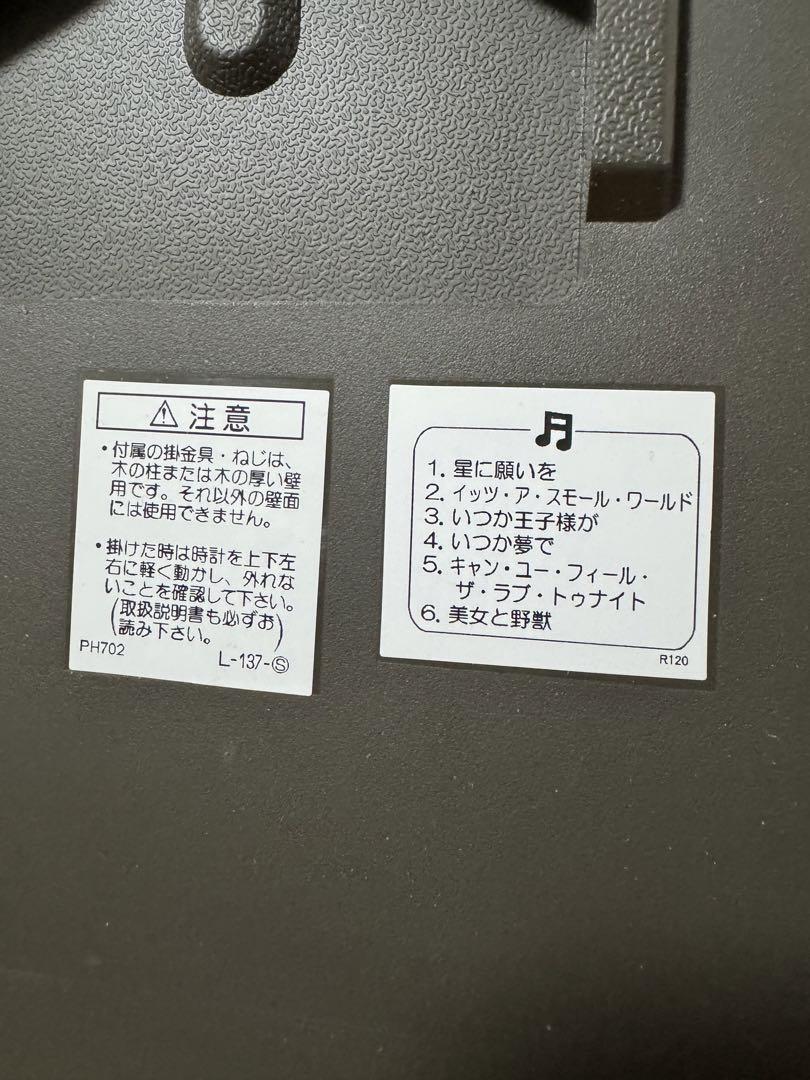 ⚠ 注意
・付属の掛金具・ねじは、
木の柱または木の厚い壁
用です。それ以外の壁面
には使用できません。
・掛けた時は時計を上下左
右に軽く動かし、外れな
いことを確認して下さい。
(取扱説明書も必ずお
読み下さい。)
PH702 L-137-Ⓢ
1. 星に願いを
2. イッツ・ア・スモール・ワールド
3. いつか王子様が
4. いつか夢で
5. キャン・ユー・フィール・
ザ・ラブ・トゥナイト
6. 美女と野獣
R120